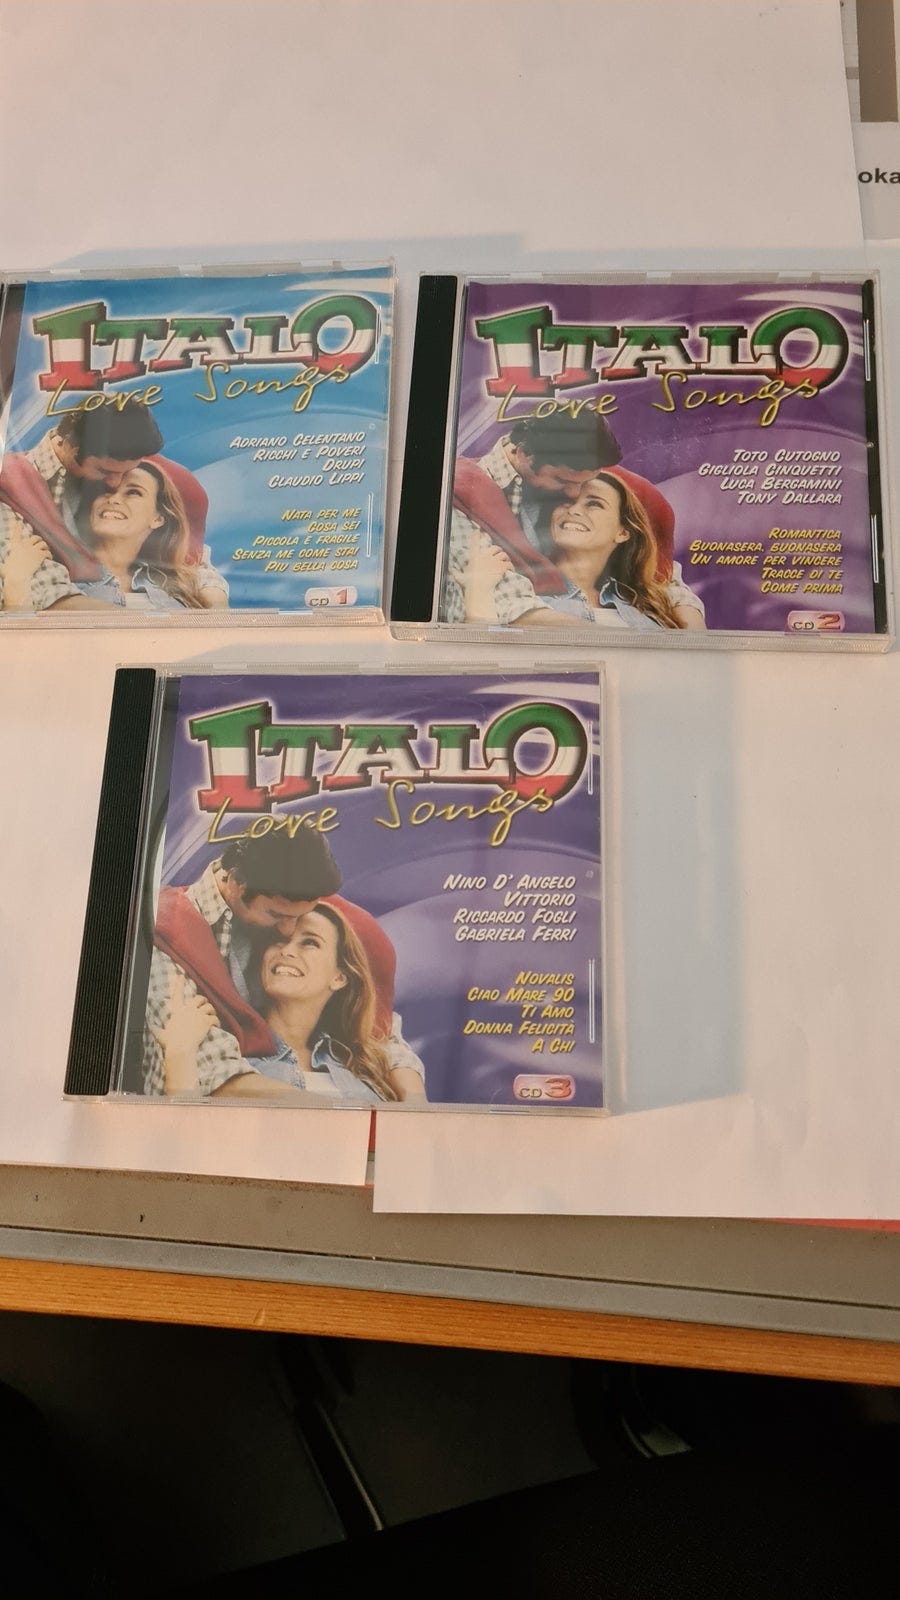 oka
ITALO
Love Songs
ADRIANO CELENTANO
RICCHI E POVERI
DRUPI
CLAUDIO LIPPI
NATA PER ME
COSA SEI
PICCOLA E FRAGILE
SENZA ME COME STAI
PIU BELLA COSA
CD 1
ITALO
Love Songs
TOTO CUTOGNO
GIGLIOLA CINQUETTI
LUCA BERGAMINI
TONY DALLARA
ROMANTICA
BUONASERA, BUONASERA
UN AMORE PER VINCERE
TRACCE DI TE
COME PRIMA
CD 2
ITALO
Love Songs
NINO D' ANGELO
VITTORIO
RICCARDO FOGLI
GABRIELA FERRI
NOVALIS
CIAO MARE 90
TI AMO
DONNA FELICITÀ
A CHI
CD 3